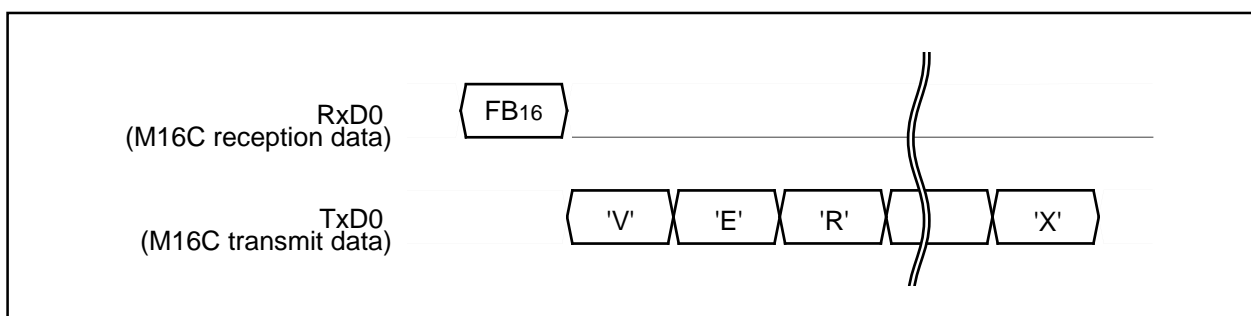 RxD0
(M16C reception data)
FB16
TxD0
(M16C transmit data)
'V' 'E' 'R' 'X'